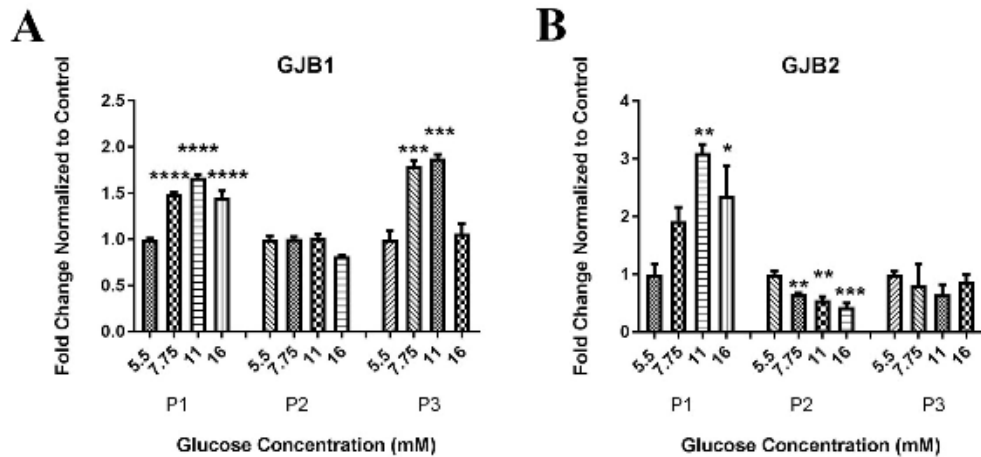 A
GJB1
Fold Change Normalized to Control
2.5
2.0
1.5
1.0
0.5
0.0
****
****
****
***
***
5.5 7.75 11 16 5.5 7.75 11 16 5.5 7.75 11 16
P1 P2 P3
Glucose Concentration (mM)
B
GJB2
Fold Change Normalized to Control
4
3
2
1
0
**
*
**
**
***
5.5 7.75 11 16 5.5 7.75 11 16 5.5 7.75 11 16
P1 P2 P3
Glucose Concentration (mM)